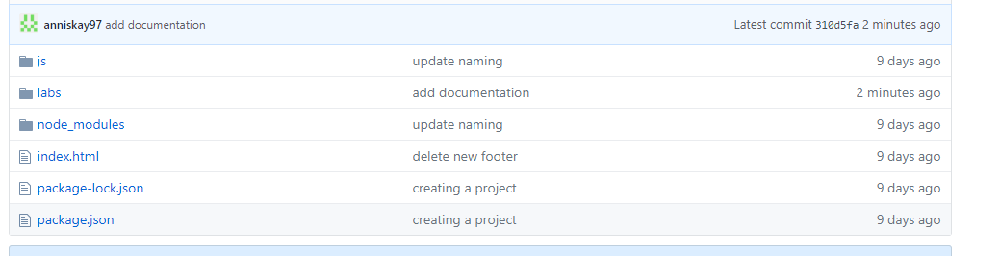 anniskay97 add documentation Latest commit 310d5fa 2 minutes ago
js update naming 9 days ago
labs add documentation 2 minutes ago
node_modules update naming 9 days ago
index.html delete new footer 9 days ago
package-lock.json creating a project 9 days ago
package.json creating a project 9 days ago